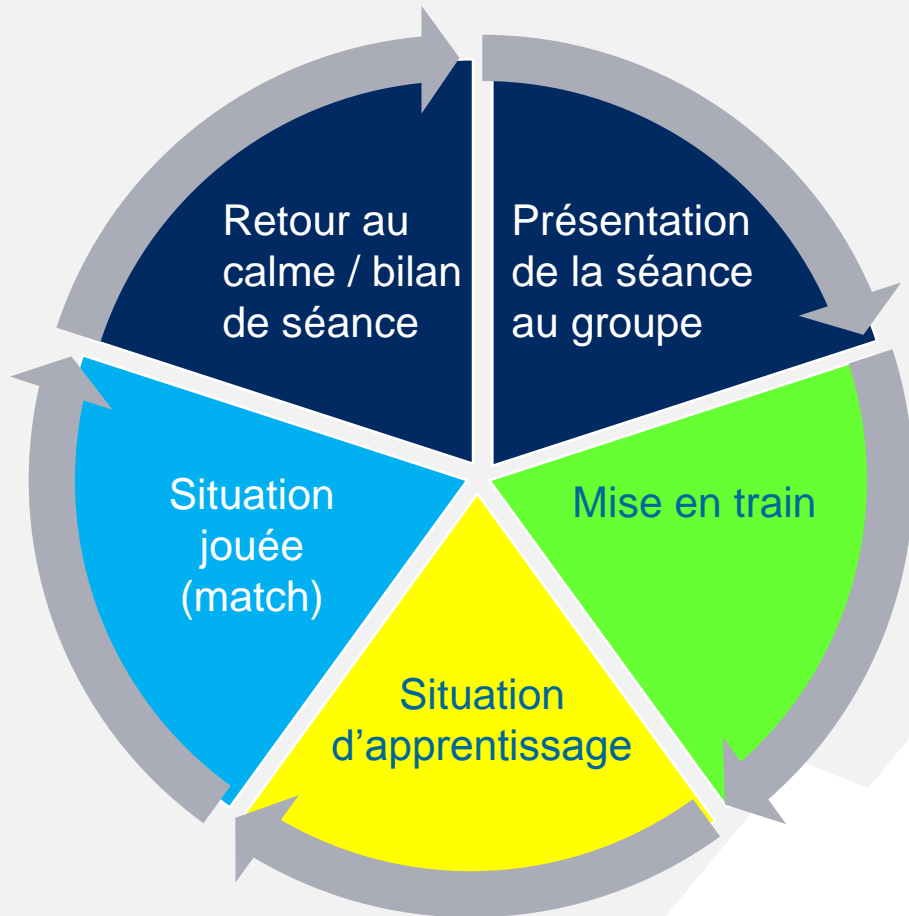 Présentation
de la séance
au groupe
Mise en train
Situation
d’apprentissage
Situation
jouée
(match)
Retour au
calme / bilan
de séance